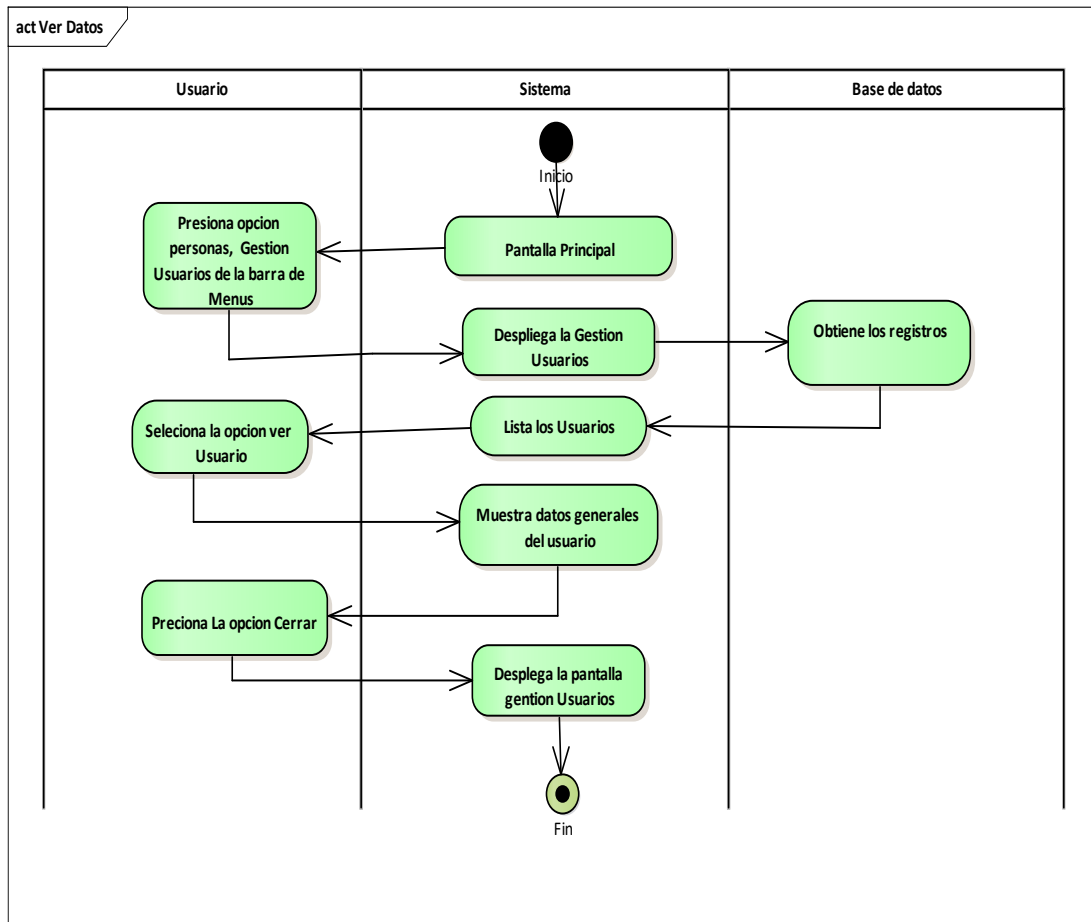 act Ver Datos
Usuario
Sistema
Base de datos
Inicio
Pantalla Principal
Presiona opcion
personas, Gestion
Usuarios de la barra de
Menus
Despliega la Gestion
Usuarios
Obtiene los registros
Lista los Usuarios
Seleciona la opcion ver
Usuario
Muestra datos generales
del usuario
Preciona La opcion Cerrar
Desplega la pantalla
gention Usuarios
Fin